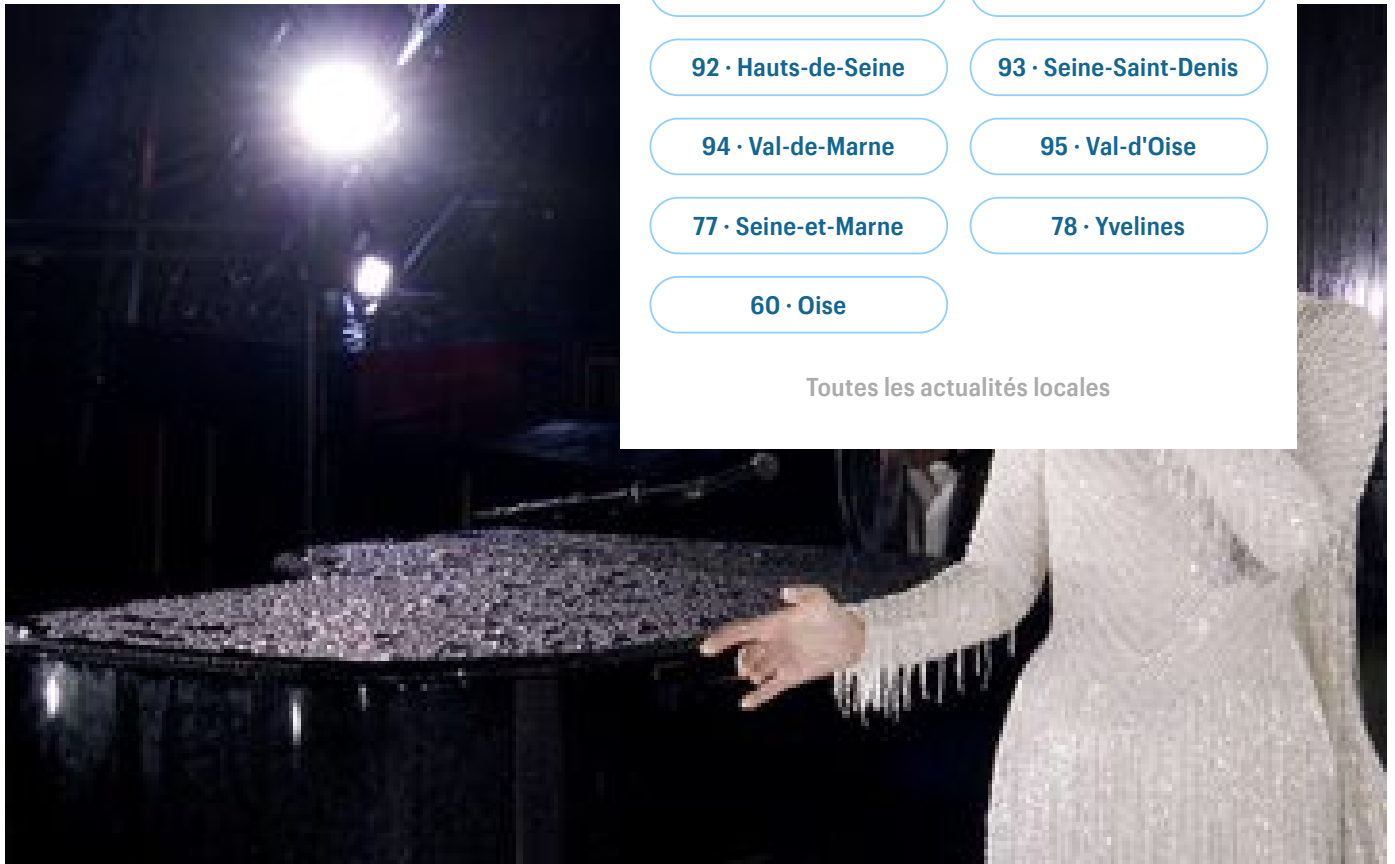 92 · Hauts-de-Seine
93 · Seine-Saint-Denis
94 · Val-de-Marne
95 · Val-d'Oise
77 · Seine-et-Marne
78 · Yvelines
60 · Oise
Toutes les actualités locales